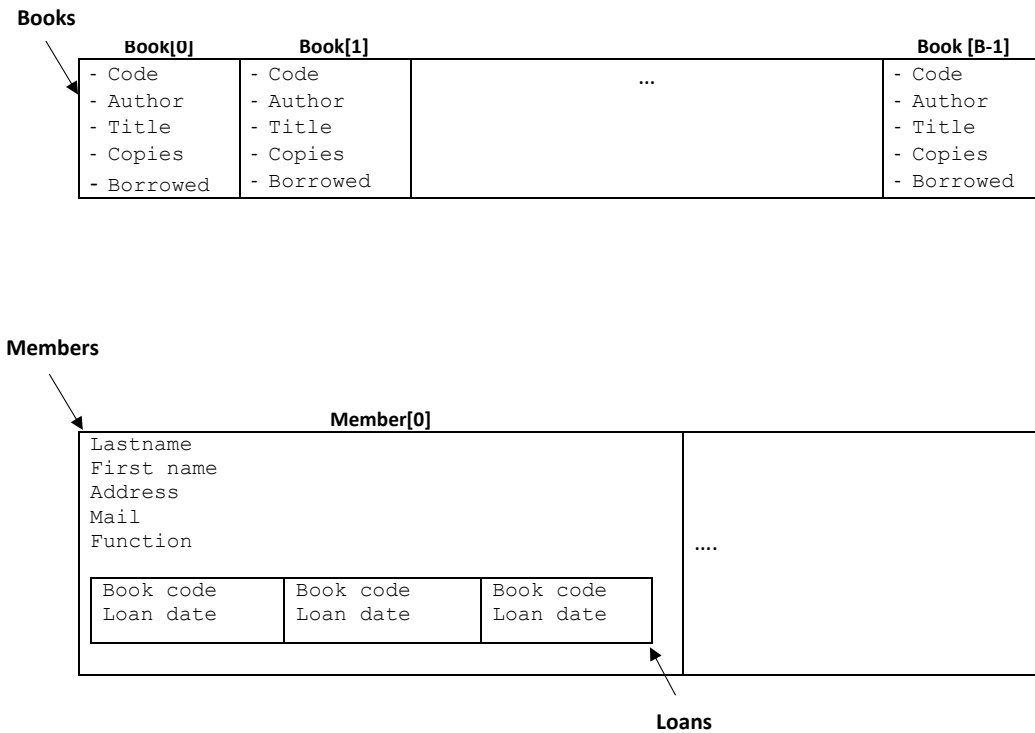 Books
Book[0] Book[1] Book [B-1]
- Code - Code ... - Code
- Author - Author - Author
- Title - Title - Title
- Copies - Copies - Copies
- Borrowed - Borrowed - Borrowed
Members
Member[0]
Lastname
First name
Address
Mail
Function
....
Book code Book code Book code
Loan date Loan date Loan date
Loans